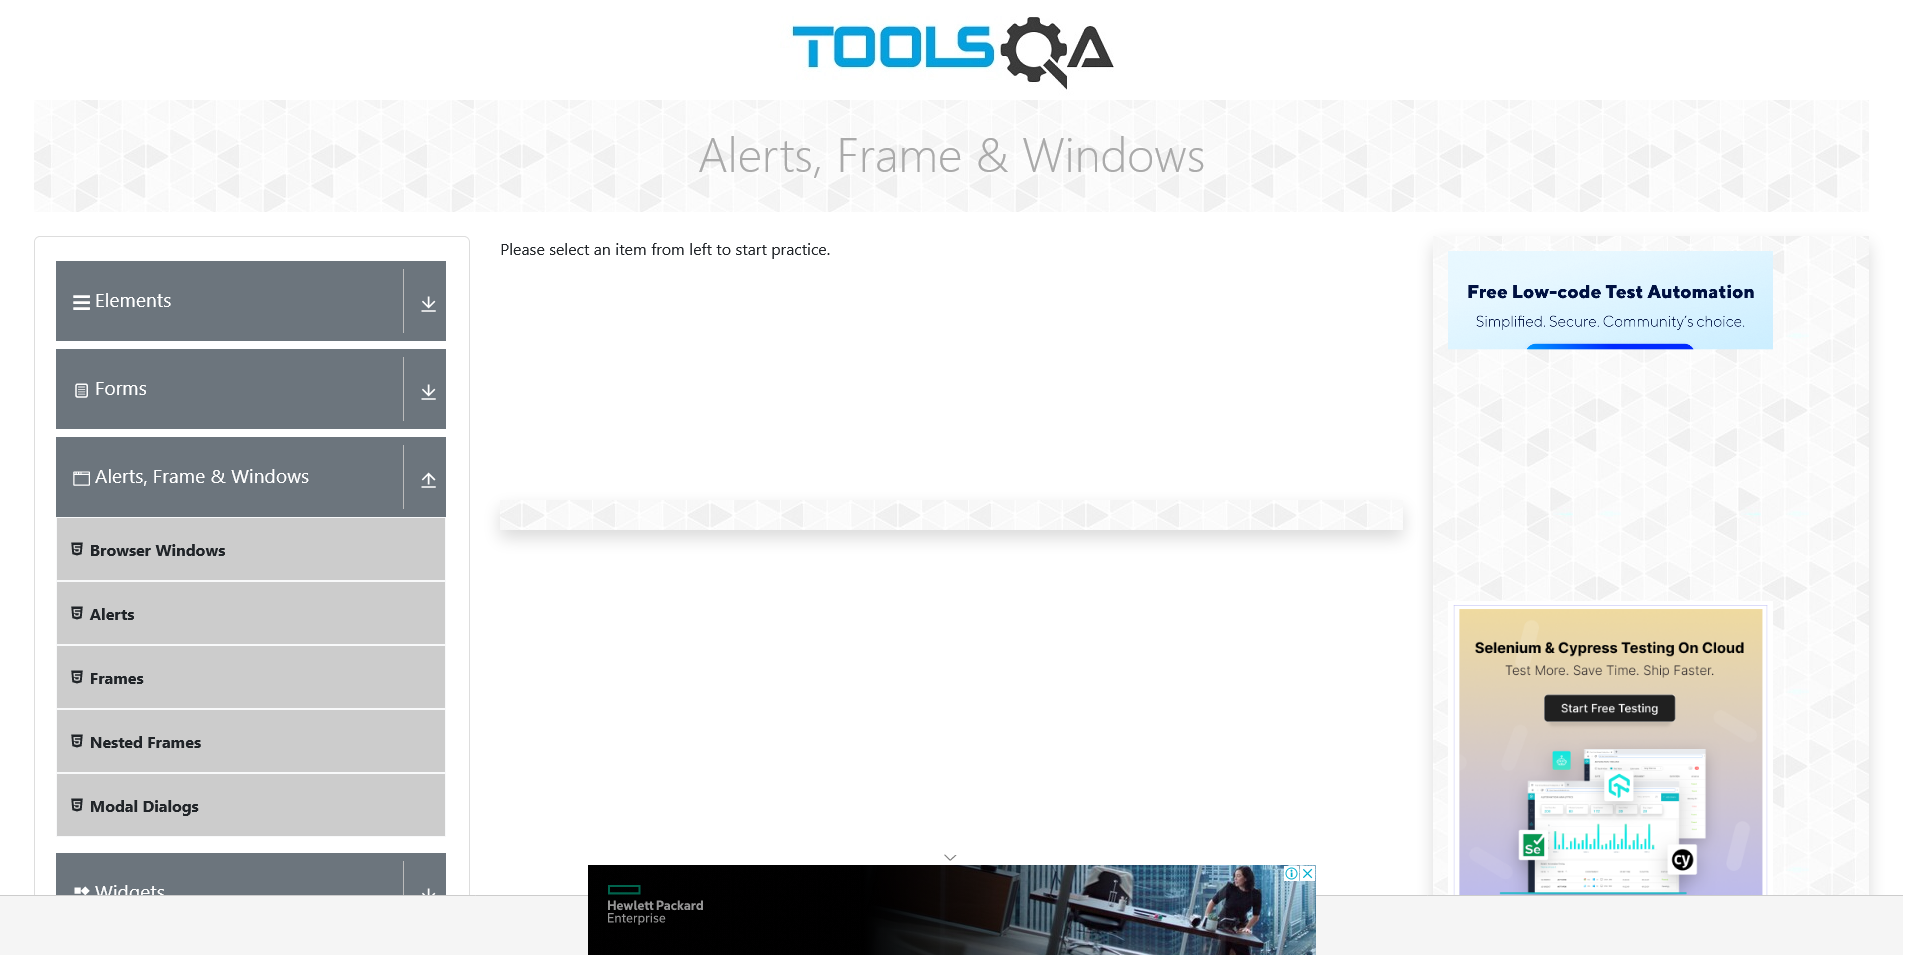 TOOLSQA
Alerts, Frame & Windows
Elements
Forms
Alerts, Frame & Windows
Browser Windows
Alerts
Frames
Nested Frames
Modal Dialogs
Widgets
Please select an item from left to start practice.
Free Low-code Test Automation
Simplified. Secure. Community's choice.
Selenium & Cypress Testing On Cloud
Test More. Save Time. Ship Faster.
Start Free Testing
Se
cy
Hewlett Packard
Enterprise